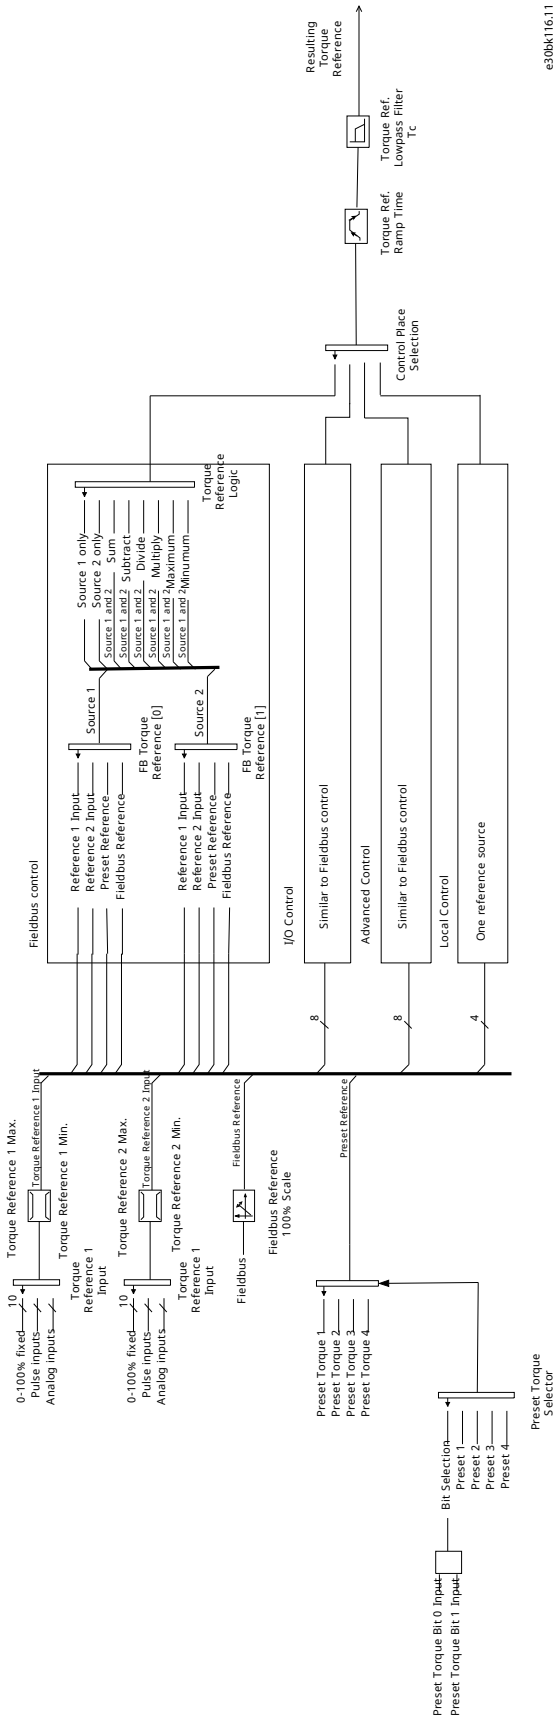 e30bk116.11
Resulting
Torque
Reference
Torque Ref.
Lowpass Filter
Tc
Torque Ref.
Ramp Time
Control Place
Selection
Fieldbus control
Torque
Reference
Logic
Source 1 only
Source 2 only
Source 1 and 2 Sum
Source 1 and 2 Subtract
Source 1 and 2 Divide
Source 1 and 2 Multiply
Source 1 and 2 Maximum
Source 1 and 2 Minumum
Source 1
Source 2
FB Torque
Reference [0]
FB Torque
Reference [1]
Reference 1 Input
Reference 2 Input
Preset Reference
Fieldbus Reference
Reference 1 Input
Reference 2 Input
Preset Reference
Fieldbus Reference
I/O Control
Similar to Fieldbus control
Advanced Control
Similar to Fieldbus control
Local Control
One reference source
8
8
4
Torque Reference 1 Input
Torque Reference 2 Input
Fieldbus Reference
Preset Reference
Torque Reference 1 Max.
Torque Reference 1 Min.
Torque Reference 2 Max.
Torque Reference 2 Min.
Fieldbus Reference
100% Scale
Fieldbus
Torque
Reference 1
Input
10
0-100% fixed
Pulse inputs
Analog inputs
Torque
Reference 1
Input
10
0-100% fixed
Pulse inputs
Analog inputs
Preset Torque 1
Preset Torque 2
Preset Torque 3
Preset Torque 4
Preset Torque
Selector
Bit Selection
Preset 1
Preset 2
Preset 3
Preset 4
Preset Torque Bit 0 Input
Preset Torque Bit 1 Input